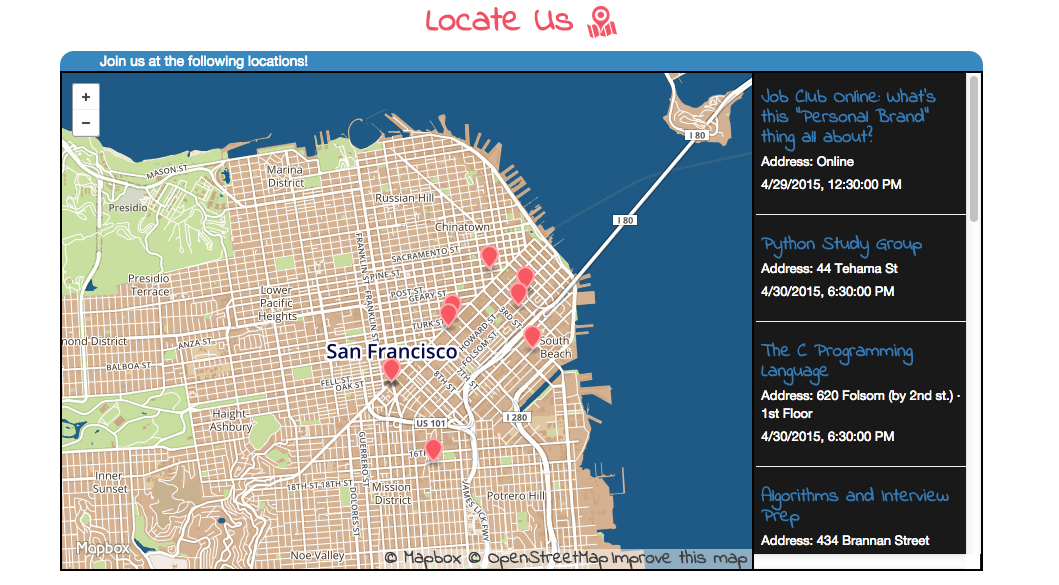 Locate Us
Join us at the following locations!
+
−
I 80
MASON ST
Marina
District
Presidio
Russian Hill
Chinatown
I 80
FRANKLIN ST
SACRAMENTO ST
PINE ST
Presidio
Terrace
Lower
Pacific
Heights
POST ST
GEARY ST
FRANKLIN ST
TURK ST
3RD ST
HOWARD ST
FOLSOM ST
mond District
ANZA ST
South
Beach
San Francisco
BALBOA ST
FELL ST
OAK ST
8TH ST
7TH ST
Haight-
Ashbury
US 101
I 280
GUERRERO ST
16TH
Inner
Sunset
18TH ST
18TH ST
DOLORES ST
Mission
District
JAMES LICK FWY
Potrero Hill
Noe Valley
Mapbox
© Mapbox © OpenStreetMap Improve this map
Job Club Online: What's
this "Personal Brand"
thing all about?
Address: Online
4/29/2015, 12:30:00 PM
Python Study Group
Address: 44 Tehama St
4/30/2015, 6:30:00 PM
The C Programming
Language
Address: 620 Folsom (by 2nd st.) ·
1st Floor
4/30/2015, 6:30:00 PM
Algorithms and Interview
Prep
Address: 434 Brannan Street